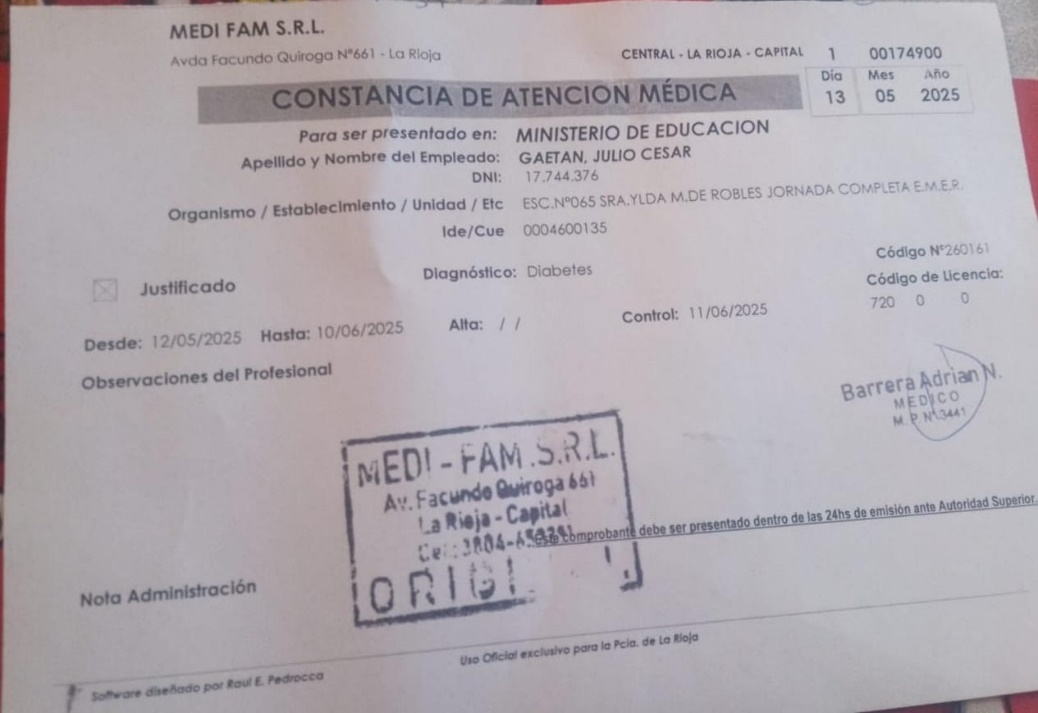 MEDI FAM S.R.L.
Avda Facundo Quiroga Nº661 - La Rioja
CENTRAL - LA RIOJA - CAPITAL 1 00174900
Día Mes Año
13 05 2025
CONSTANCIA DE ATENCION MÉDICA
Para ser presentado en: MINISTERIO DE EDUCACION
Apellido y Nombre del Empleado: GAETAN, JULIO CESAR
DNI: 17.744.376
Organismo / Establecimiento / Unidad / Etc ESC.Nº065 SRA.YLDA M.DE ROBLES JORNADA COMPLETA E.M.E.R.
Ide/Cue 0004600135
Código Nº260161
Justificado
Diagnóstico: Diabetes
Código de Licencia:
720 0 0
Desde: 12/05/2025 Hasta: 10/06/2025 Alta: / / Control: 11/06/2025
Observaciones del Profesional
Barrera Adrian N.
MEDICO
M.P.Nº3441
MEDI-FAM.S.R.L.
Av. Facundo Quiroga 661
La Rioja - Capital
Cel.: 3804-
comprobante debe ser presentado dentro de las 24hs de emisión ante Autoridad Superior.
Nota Administración
Uso Oficial exclusivo para la Pcia. de La Rioja
Software diseñado por Raul E. Pedrocca